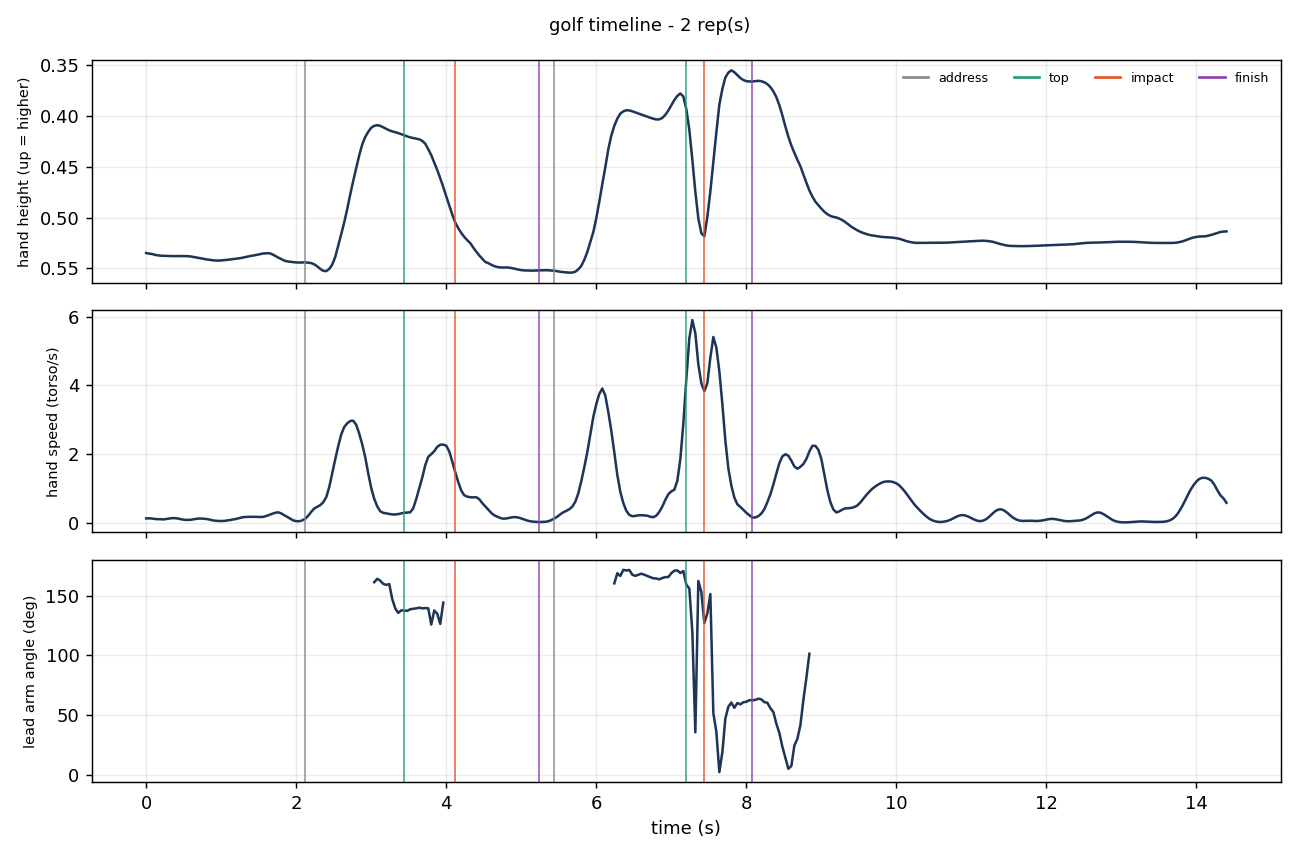 golf timeline - 2 rep(s)
hand height (up = higher)
0.35
0.40
0.45
0.50
0.55
address
top
impact
finish
hand speed (torso/s)
6
4
2
0
lead arm angle (deg)
150
100
50
0
0
2
4
6
8
10
12
14
time (s)